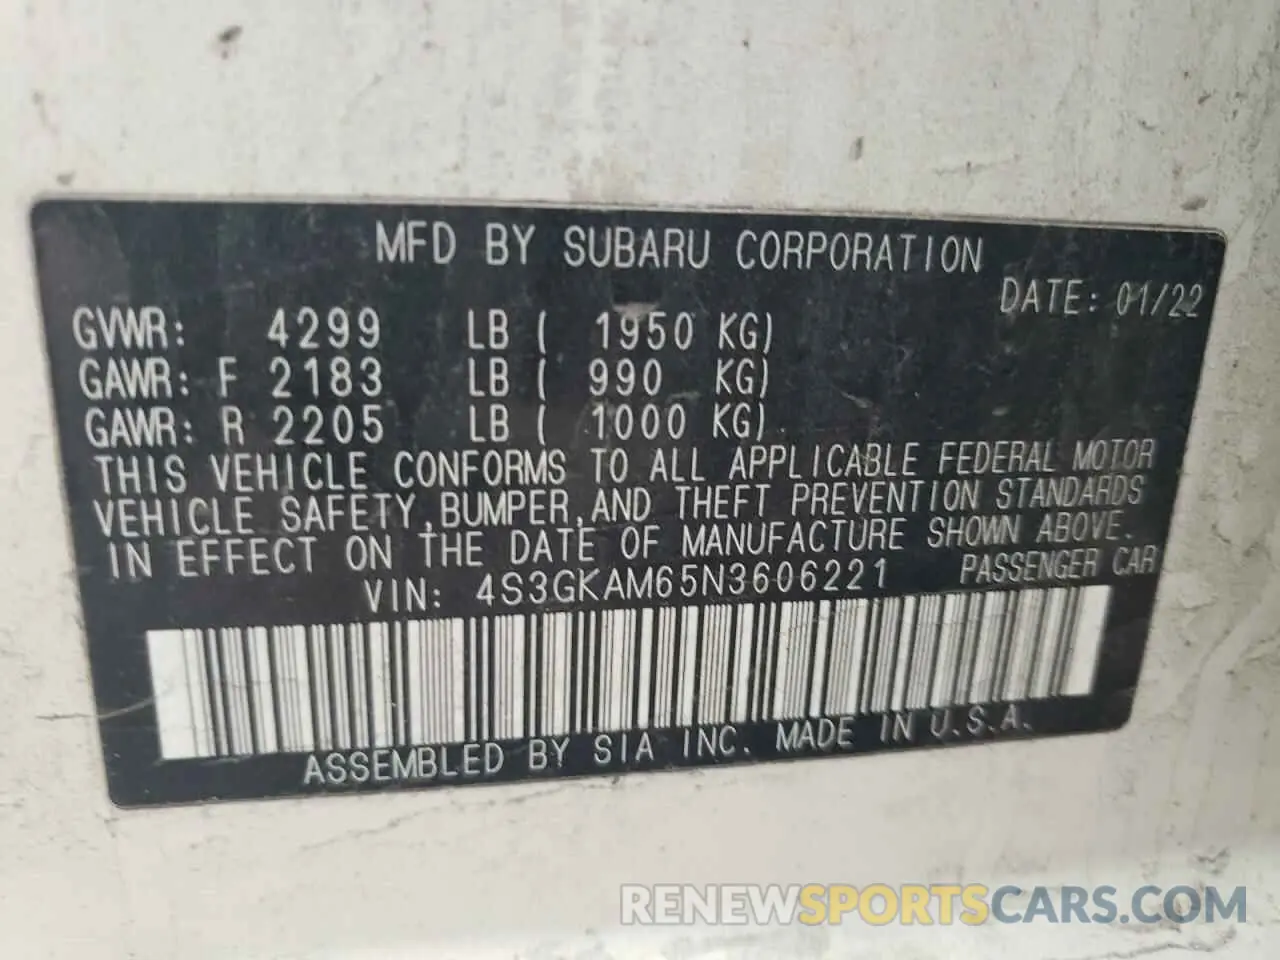 MFD BY SUBARU CORPORATION
DATE: 01/22
GVWR: 4299 LB ( 1950 KG)
GAWR: F 2183 LB ( 990 KG)
GAWR: R 2205 LB ( 1000 KG)
THIS VEHICLE CONFORMS TO ALL APPLICABLE FEDERAL MOTOR
VEHICLE SAFETY,BUMPER,AND THEFT PREVENTION STANDARDS
IN EFFECT ON THE DATE OF MANUFACTURE SHOWN ABOVE.
VIN: 4S3GKAM65N3606221 PASSENGER CAR
ASSEMBLED BY SIA INC. MADE IN U.S.A.
RENEWSPORTSCARS.COM